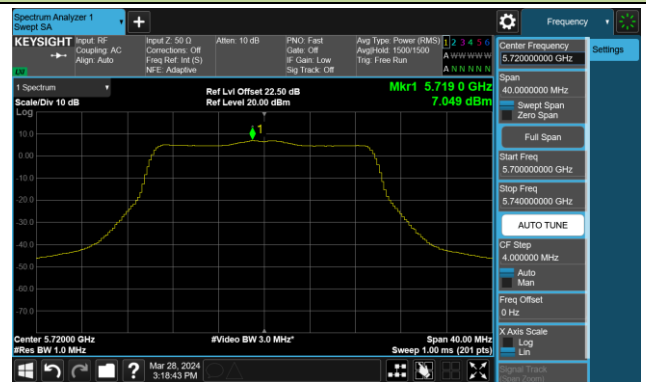 Spectrum Analyzer 1
Swept SA
Frequency
KEYSIGHT
Input: RF
Coupling: AC
Align: Auto
Input Z: 50 Ω
Corrections: Off
Freq Ref: Int (S)
NFE: Adaptive
Atten: 10 dB
PNO: Fast
Gate: Off
IF Gain: Low
Sig Track: Off
Avg Type: Power (RMS)
Avg|Hold: 1500/1500
Trig: Free Run
1 2 3 4 5 6
A W W W W W
A N N N N N
1 Spectrum
Scale/Div 10 dB
Log
Ref Lvl Offset 22.50 dB
Ref Level 20.00 dBm
Mkr1 5.719 0 GHz
7.049 dBm
1
10.0
0.00
-10.0
-20.0
-30.0
-40.0
-50.0
-60.0
-70.0
Center 5.72000 GHz
#Res BW 1.0 MHz
#Video BW 3.0 MHz*
Span 40.00 MHz
Sweep 1.00 ms (201 pts)
Mar 28, 2024
3:18:43 PM
Center Frequency
5.720000000 GHz
Span
40.0000000 MHz
Swept Span
Zero Span
Full Span
Start Freq
5.700000000 GHz
Stop Freq
5.740000000 GHz
AUTO TUNE
CF Step
4.000000 MHz
Auto
Man
Freq Offset
0 Hz
X Axis Scale
Log
Lin
Signal Track
(Span Zoom)
Settings